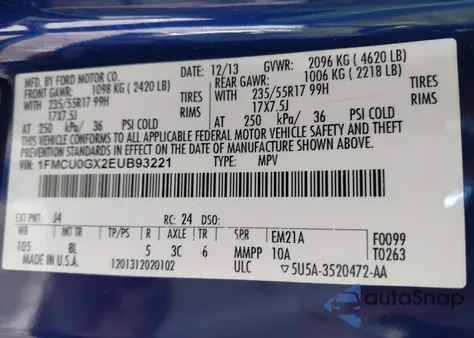 MFD. BY FORD MOTOR CO.
DATE: 12/13 GVWR: 2096 KG (4620 LB)
FRONT GAWR: 1098 KG (2420 LB) REAR GAWR: 1006 KG (2218 LB)
WITH 235/55R17 99H TIRES WITH 235/55R17 99H TIRES
17X7.5J RIMS 17X7.5J RIMS
AT 250 kPa/ 36 PSI COLD AT 250 kPa/ 36 PSI COLD
THIS VEHICLE CONFORMS TO ALL APPLICABLE FEDERAL MOTOR VEHICLE SAFETY
AND THEFT PREVENTION STANDARDS IN EFFECT ON THE DATE OF MANUFACTURE SHOWN ABOVE.
VIN: 1FMCU0GX2EUB93221 TYPE: MPV
EXT PNT: J4 RC: 24 DSO:
WB INT TR TP/PS R AXLE TR SPR EM21A F0099
105 8L 5 3C 6 MMPP 10A T0263
MADE IN U.S.A. 1201312020102 ULC 5U5A-3520472-AA
autoSnap